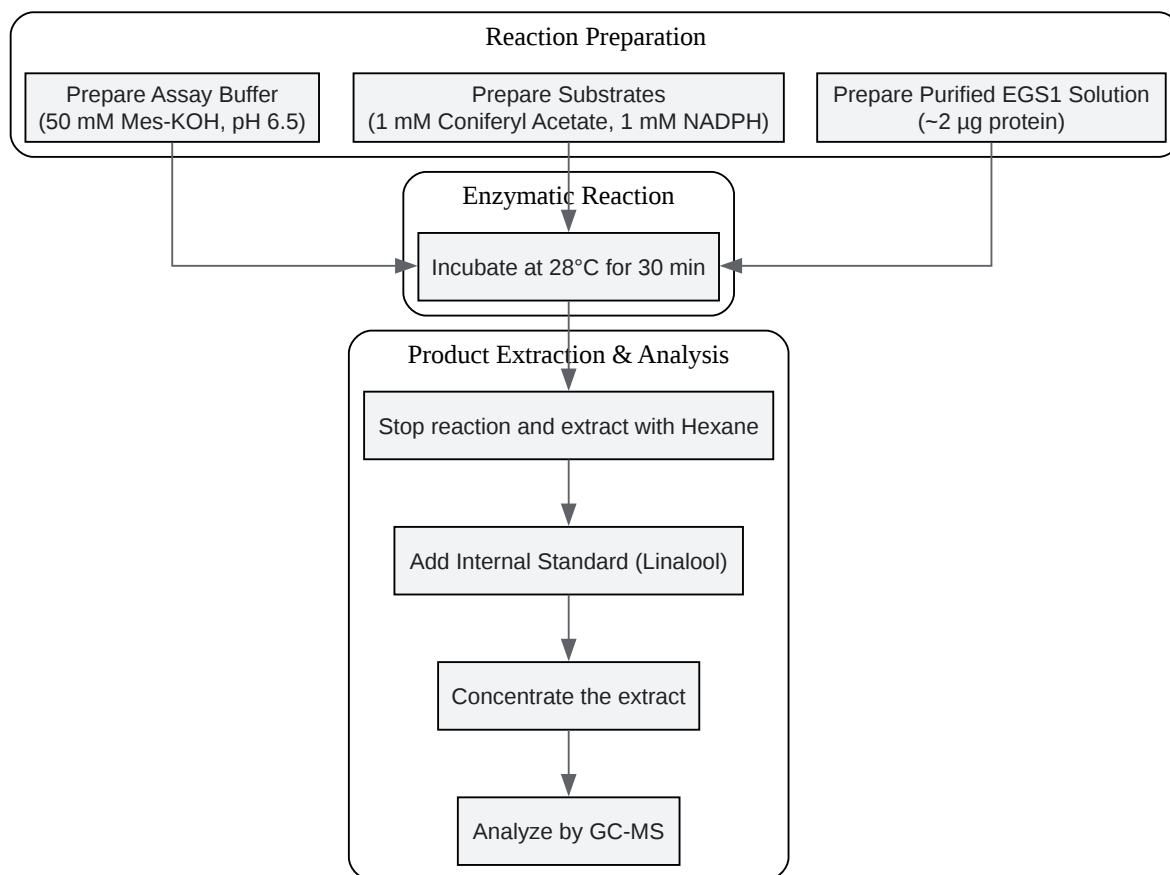 Reaction Preparation
Prepare Assay Buffer
(50 mM Mes-KOH, pH 6.5)
Prepare Substrates
(1 mM Coniferyl Acetate, 1 mM NADPH)
Prepare Purified EGS1 Solution
(~2 µg protein)
Enzymatic Reaction
Incubate at 28°C for 30 min
Product Extraction & Analysis
Stop reaction and extract with Hexane
Add Internal Standard (Linalool)
Concentrate the extract
Analyze by GC-MS